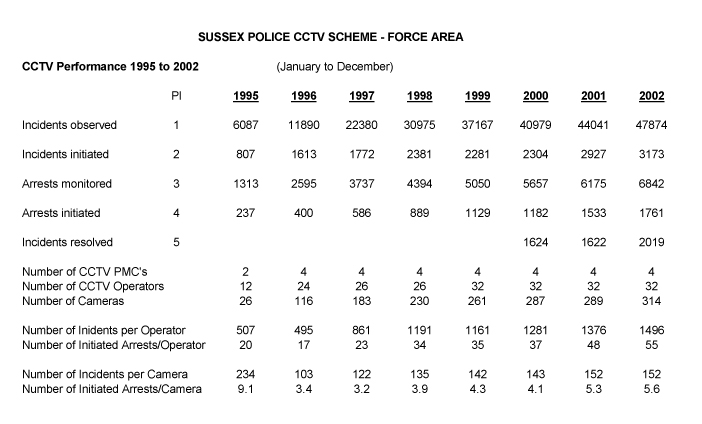 SUSSEX POLICE CCTV SCHEME - FORCE AREA
CCTV Performance 1995 to 2002 (January to December)
PI 1995 1996 1997 1998 1999 2000 2001 2002
Incidents observed 1 6087 11890 22380 30975 37167 40979 44041 47874
Incidents initiated 2 807 1613 1772 2381 2281 2304 2927 3173
Arrests monitored 3 1313 2595 3737 4394 5050 5657 6175 6842
Arrests initiated 4 237 400 586 889 1129 1182 1533 1761
Incidents resolved 5 1624 1622 2019
Number of CCTV PMC's 2 4 4 4 4 4 4 4
Number of CCTV Operators 12 24 26 26 32 32 32 32
Number of Cameras 26 116 183 230 261 287 289 314
Number of Inidents per Operator 507 495 861 1191 1161 1281 1376 1496
Number of Initiated Arrests/Operator 20 17 23 34 35 37 48 55
Number of Incidents per Camera 234 103 122 135 142 143 152 152
Number of Initiated Arrests/Camera 9.1 3.4 3.2 3.9 4.3 4.1 5.3 5.6